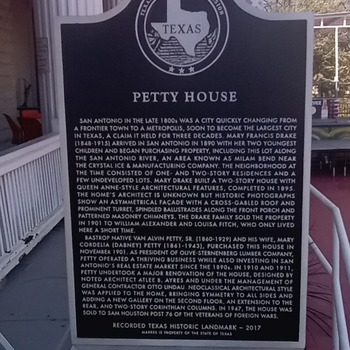 TEXAS
PETTY HOUSE
SAN ANTONIO IN THE LATE 1800s WAS A CITY QUICKLY CHANGING FROM
A FRONTIER TOWN TO A METROPOLIS, SOON TO BECOME THE LARGEST CITY
IN TEXAS, A CLAIM IT HELD FOR THREE DECADES. MARY FRANCIS DRAKE
(1848-1915) ARRIVED IN SAN ANTONIO IN 1890 WITH HER TWO YOUNGEST
CHILDREN AND BEGAN PURCHASING PROPERTY, INCLUDING THIS LOT ALONG
THE SAN ANTONIO RIVER, AN AREA KNOWN AS MILAM BEND NEAR
THE CRYSTAL ICE & MANUFACTURING COMPANY. THE NEIGHBORHOOD AT
THE TIME CONSISTED OF ONE- AND TWO-STORY RESIDENCES AND A
FEW UNDEVELOPED LOTS. MARY DRAKE BUILT A TWO-STORY HOUSE WITH
QUEEN ANNE-STYLE ARCHITECTURAL FEATURES, COMPLETED IN 1895.
THE HOME'S ARCHITECT IS UNKNOWN BUT HISTORIC PHOTOGRAPHS
SHOW AN ASYMMETRICAL FACADE WITH A CROSS-GABLED ROOF AND
PROMINENT TURRET, SPINDLED BALUSTRADES ALONG THE FRONT PORCH AND
PATTERNED MASONRY CHIMNEYS. THE DRAKE FAMILY SOLD THE PROPERTY
IN 1901 TO WILLIAM ALEXANDER AND LOUISA FITCH, WHO ONLY LIVED
HERE A SHORT TIME.
BASTROP NATIVE VAN ALVIN PETTY, SR. (1860-1929) AND HIS WIFE, MARY
CORDELIA (DABNEY) PETTY (1861-1943), PURCHASED THIS HOUSE IN
NOVEMBER 1901. AS PRESIDENT OF OLIVE-STERNENBERG LUMBER COMPANY,
PETTY OPERATED A THRIVING BUSINESS WHILE ALSO INVESTING IN SAN
ANTONIO'S REAL ESTATE MARKET SINCE THE 1890s. IN 1910 AND 1911,
PETTY UNDERTOOK A MAJOR RENOVATION OF THE HOUSE, DESIGNED BY
NOTED ARCHITECT ATLEE B. AYRES AND UNDER THE MANAGEMENT OF
GENERAL CONTRACTOR OTTO LINDAU. NEOCLASSICAL ARCHITECTURAL STYLE
WAS APPLIED TO THE HOME, BRINGING SYMMETRY TO ALL SIDES AND
ADDING A NEW GALLERY ON THE SECOND FLOOR, AN EXTENSION TO THE
REAR, AND TWO-STORY CORINTHIAN COLUMNS. IN 1947, THE HOUSE WAS
SOLD TO SAM HOUSTON POST 76 OF THE VETERANS OF FOREIGN WARS.
RECORDED TEXAS HISTORIC LANDMARK – 2017
MARKER IS PROPERTY OF THE STATE OF TEXAS